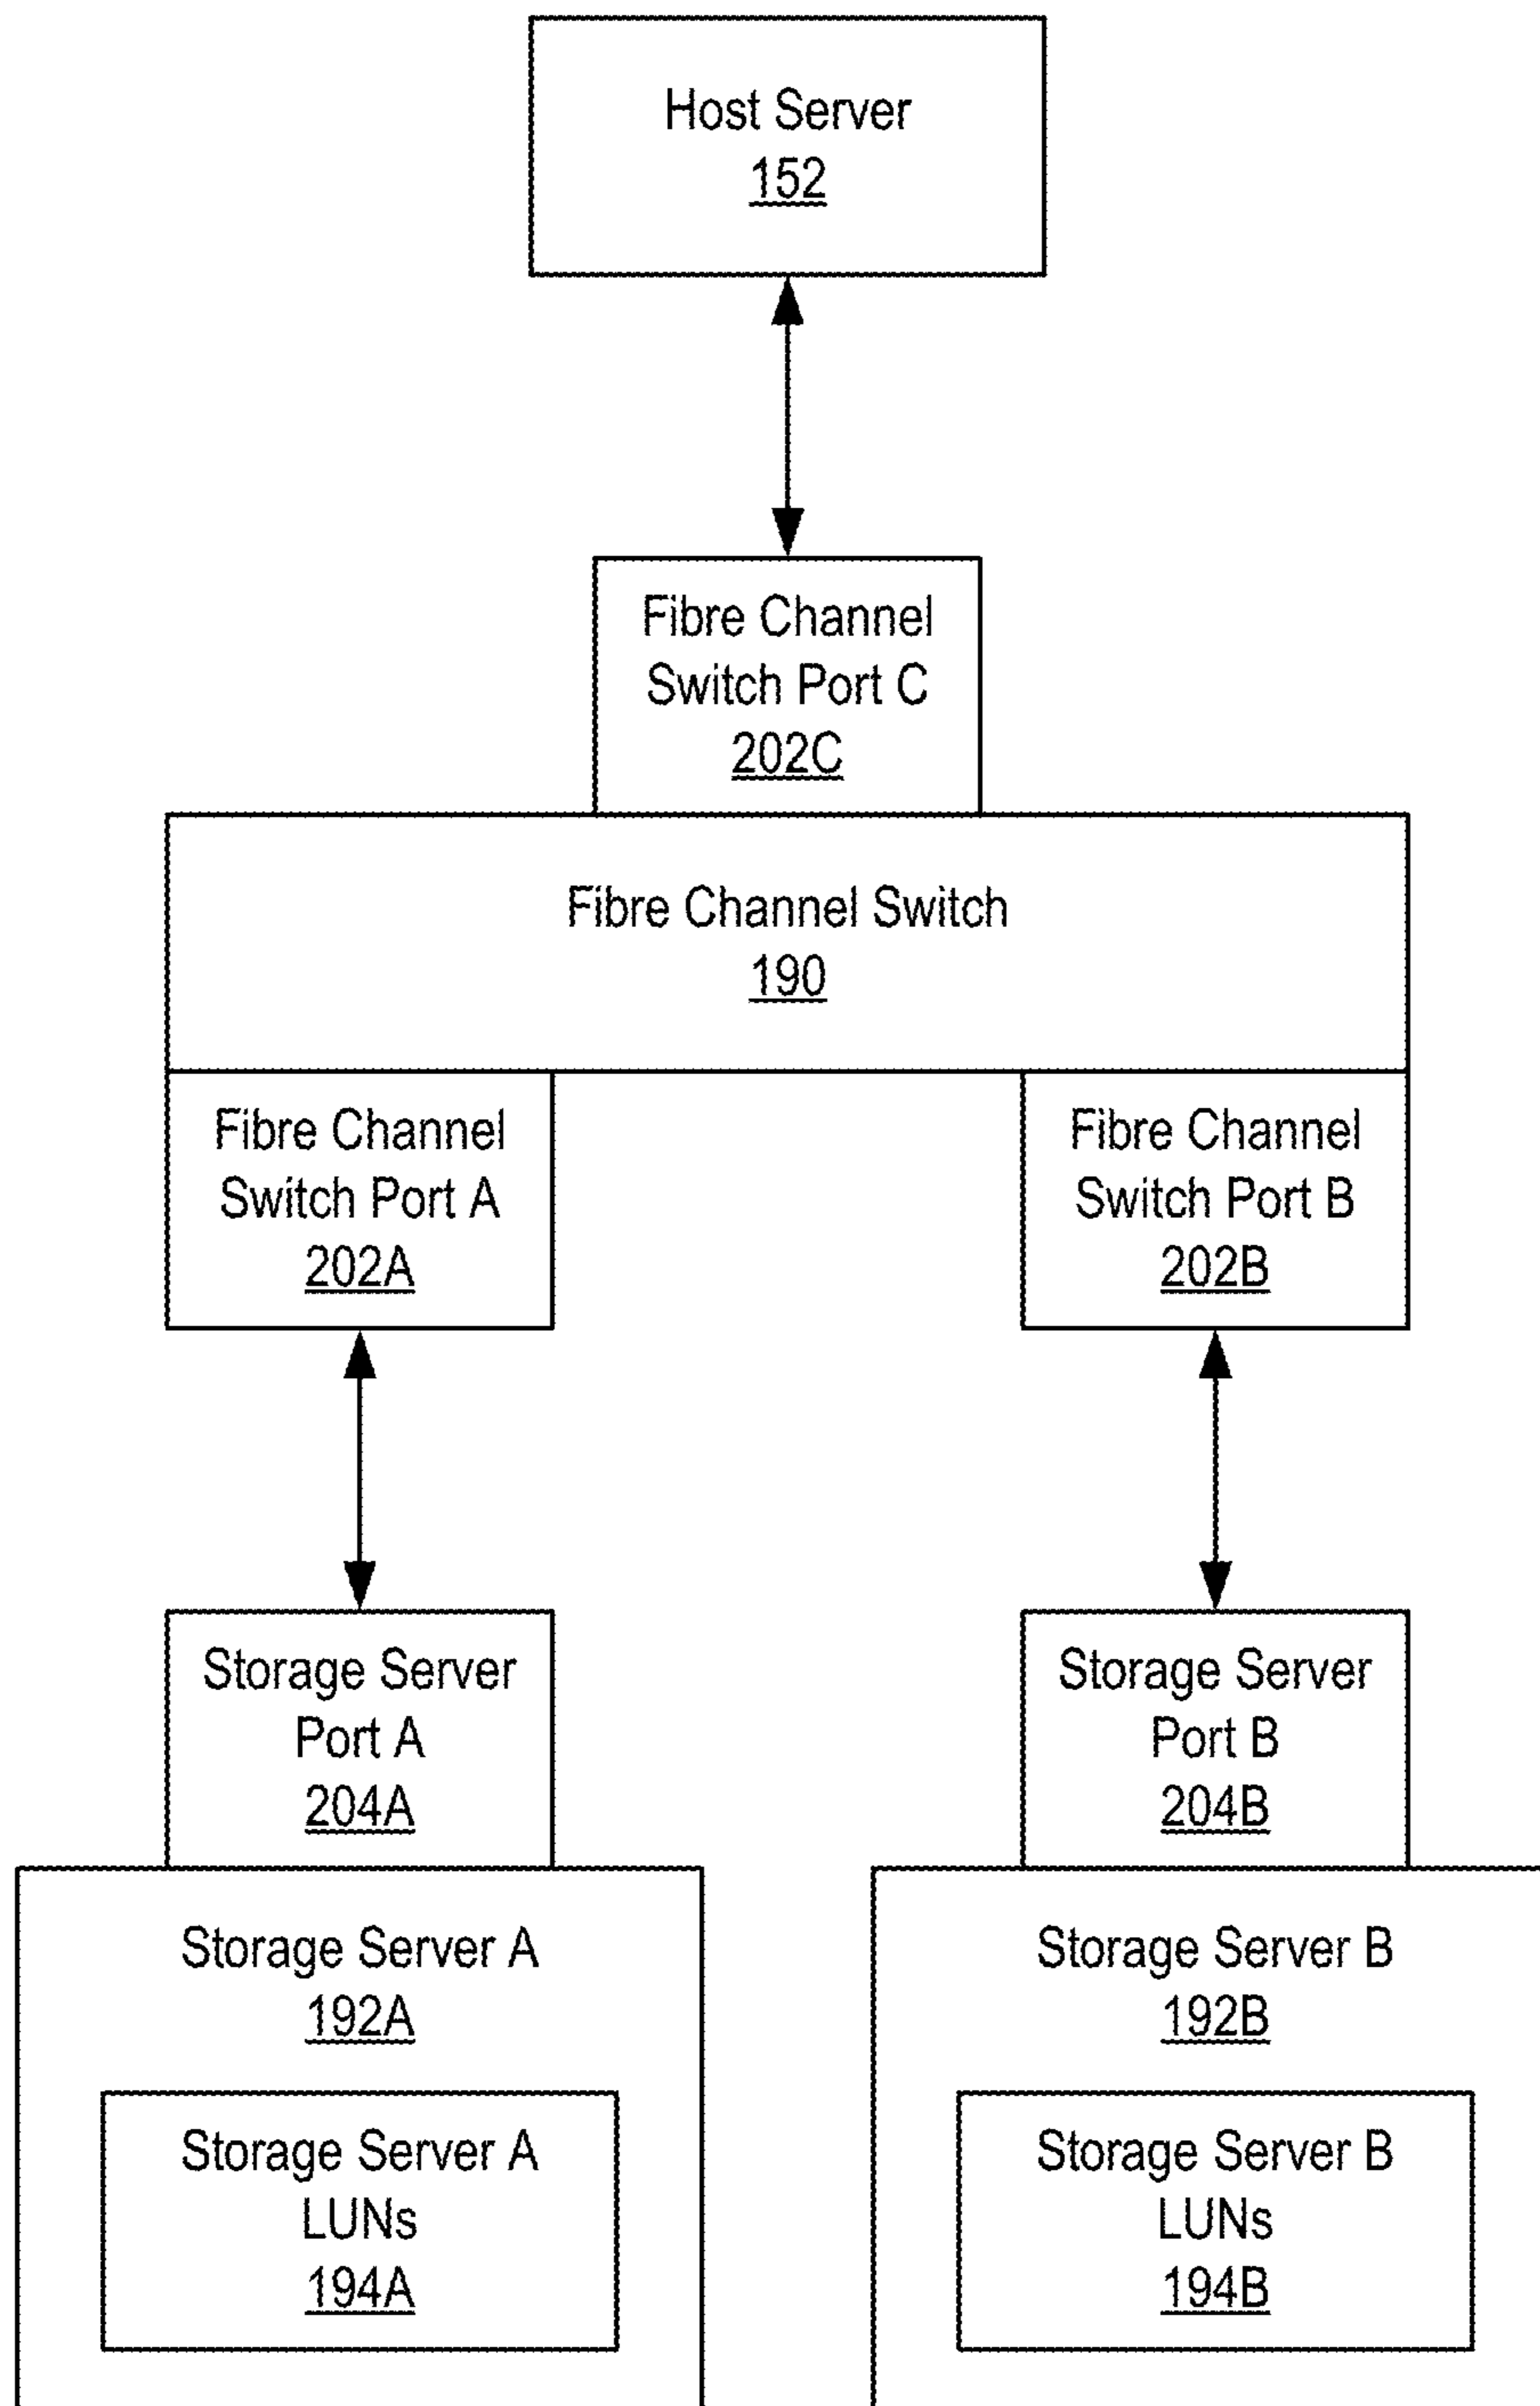 Host Server
152
Fibre Channel
Switch Port C
202C
Fibre Channel Switch
190
Fibre Channel
Switch Port A
202A
Fibre Channel
Switch Port B
202B
Storage Server
Port A
204A
Storage Server
Port B
204B
Storage Server A
192A
Storage Server A
LUNs
194A
Storage Server B
192B
Storage Server B
LUNs
194B